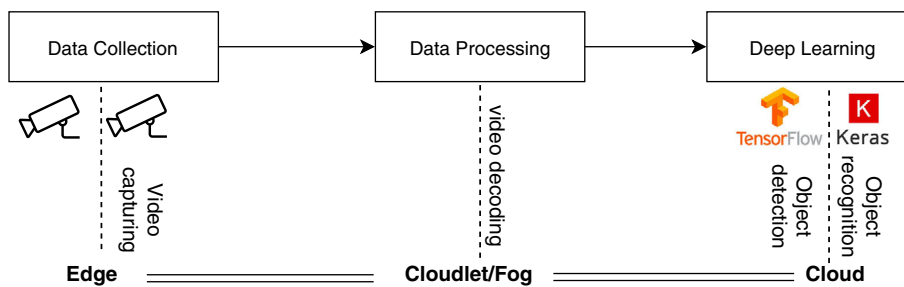 Data Collection
Data Processing
Deep Learning
Video
capturing
video decoding
TensorFlow
K
Keras
Object
detection
Object
recognition
Edge
Cloudlet/Fog
Cloud